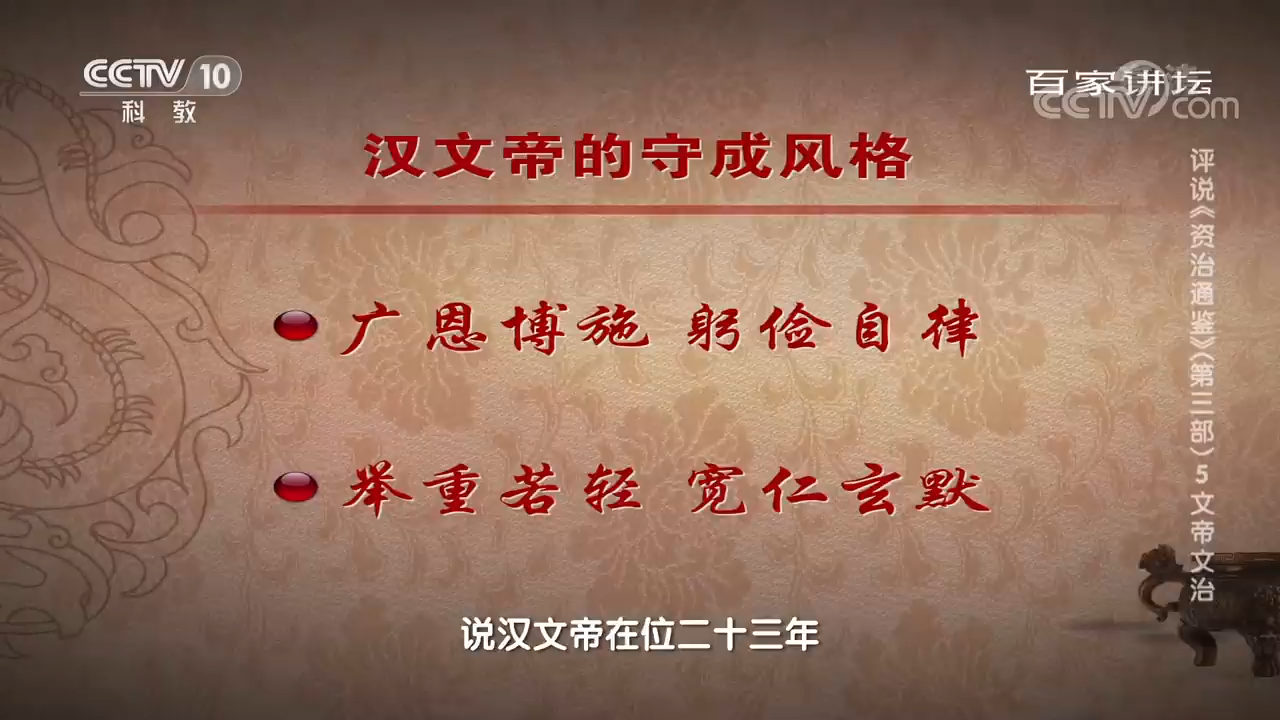 CCTV 10
科教
百家讲坛
CCTV.com
汉文帝的守成风格
广恩博施 躬俭自律
举重若轻 宽仁玄默
说汉文帝在位二十三年
评说《资治通鉴》（第三部）5 文帝文治